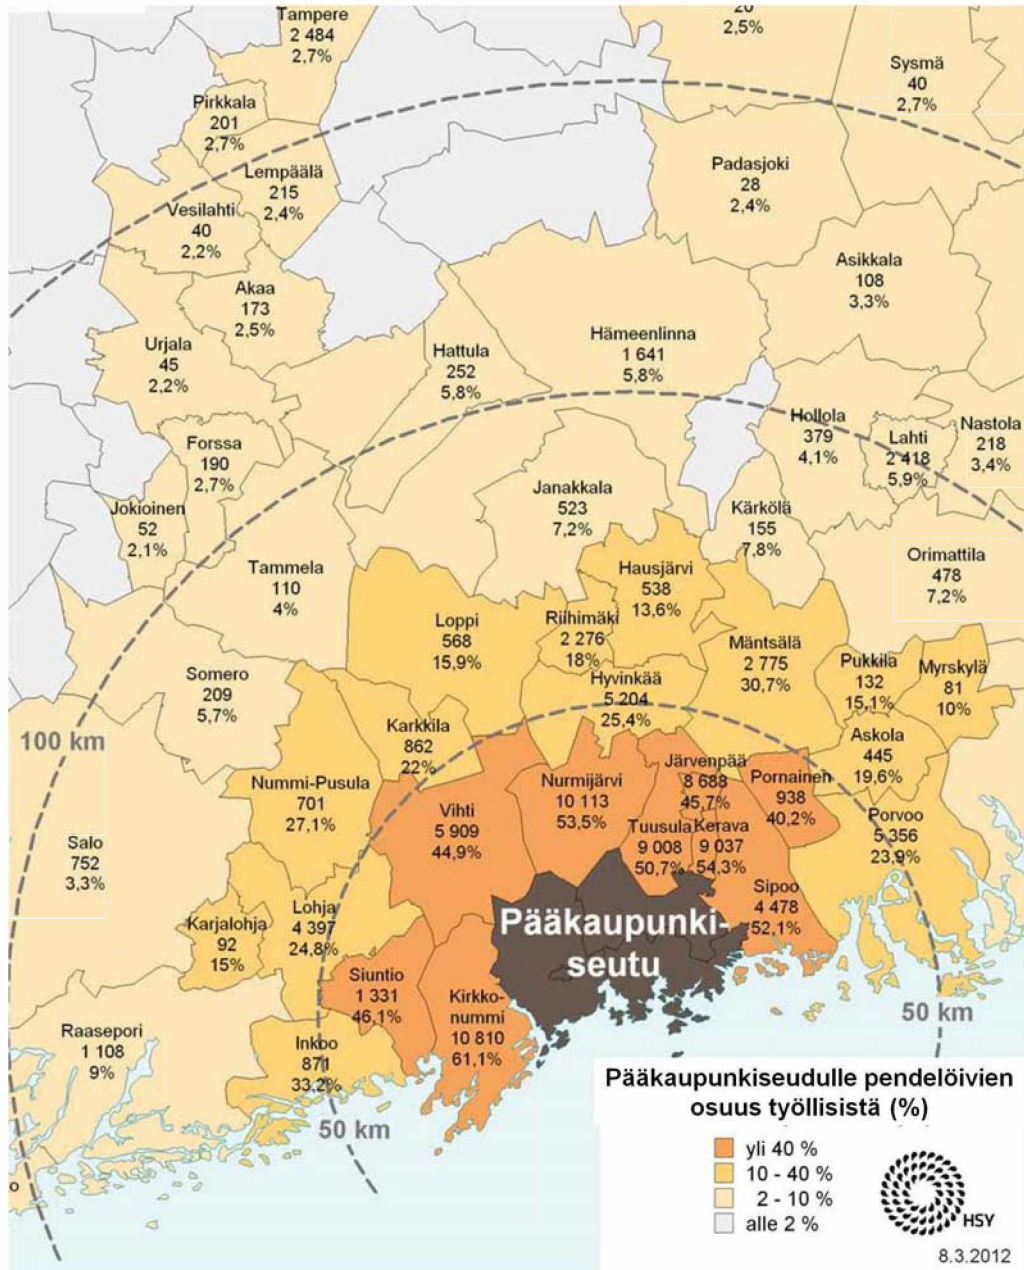 Tampere
2 484
2,7%
20
2,5%
Sysmä
40
2,7%
Pirkkala
201
2,7%
Lempäälä
215
2,4%
Padasjoki
28
2,4%
Vesilahti
40
2,2%
Asikkala
108
3,3%
Akaa
173
2,5%
Urjala
45
2,2%
Hattula
252
5,8%
Hämeenlinna
1 641
5,8%
Hollola
379
4,1%
Lahti
2 418
5,9%
Nastola
218
3,4%
Forssa
190
2,7%
Jokioinen
52
2,1%
Janakkala
523
7,2%
Kärkölä
155
7,8%
Orimattila
478
7,2%
Tammela
110
4%
Hausjärvi
538
13,6%
Loppi
568
15,9%
Riihimäki
2 276
18%
Mäntsälä
2 775
30,7%
Pukkila
132
15,1%
Myrskylä
81
10%
Somero
209
5,7%
Hyvinkää
5 204
25,4%
Karkkila
862
22%
Askola
445
19,6%
100 km
Nummi-Pusula
701
27,1%
Vihti
5 909
44,9%
Nurmijärvi
10 113
53,5%
Järvenpää
8 688
45,7%
Pornainen
938
40,2%
Tuusula
9 008
50,7%
Kerava
9 037
54,3%
Porvoo
5 356
23,9%
Salo
752
3,3%
Sipoo
4 478
52,1%
Karjalohja
92
15%
Lohja
4 397
24,8%
Pääkaupunki-
seutu
Siuntio
1 331
46,1%
Kirkko-
nummi
10 810
61,1%
Raasepori
1 108
9%
Inkoo
871
33,2%
50 km
50 km
o
Pääkaupunkiseudulle pendelöivien
osuus työllisistä (%)
yli 40 %
10 - 40 %
2 - 10 %
alle 2 %
HSY
8.3.2012